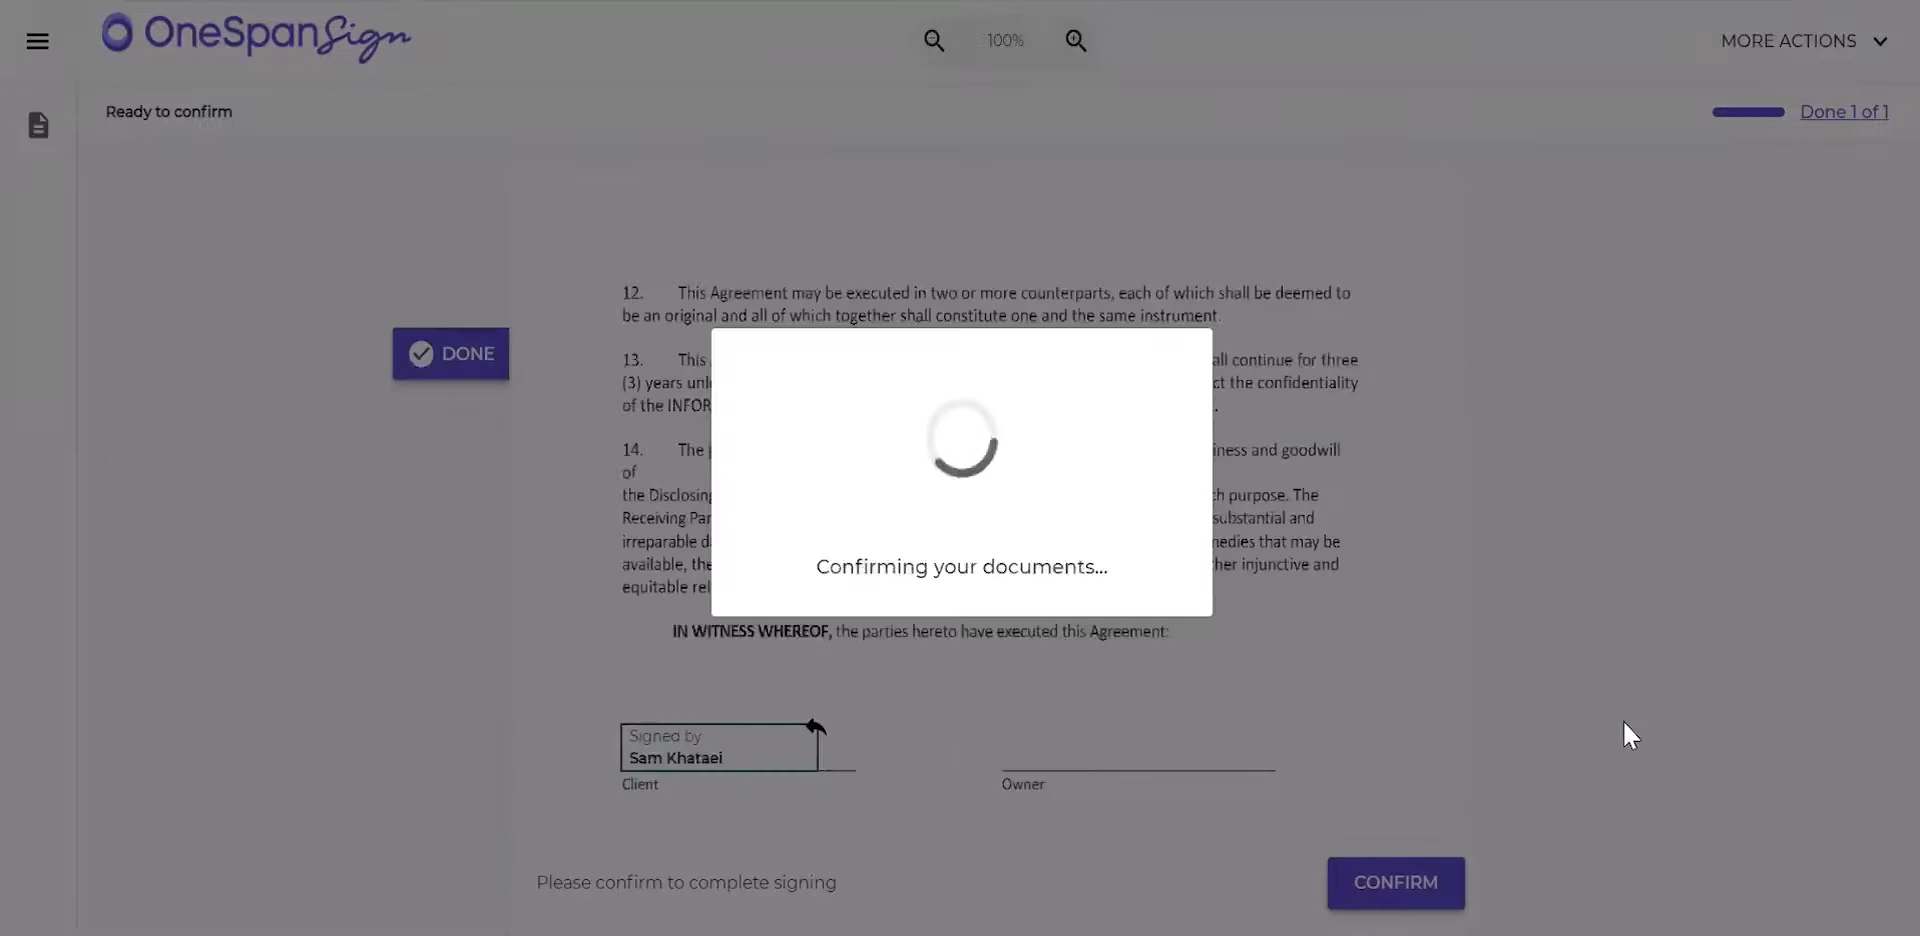 OneSpanSign
100%
MORE ACTIONS
Ready to confirm
Done 1 of 1
12. This Agreement may be executed in two or more counterparts, each of which shall be deemed to
be an original and all of which together shall constitute one and the same instrument.
DONE
13. This all continue for three
(3) years unl ct the confidentiality
of the INFOR .
14. The iness and goodwill
of
the Disclosing ch purpose. The
Receiving Par substantial and
irreparable d medies that may be
available, the her injunctive and
equitable rel
Confirming your documents...
IN WITNESS WHEREOF, the parties hereto have executed this Agreement:
Signed by
Sam Khataei
Client
Owner
Please confirm to complete signing
CONFIRM